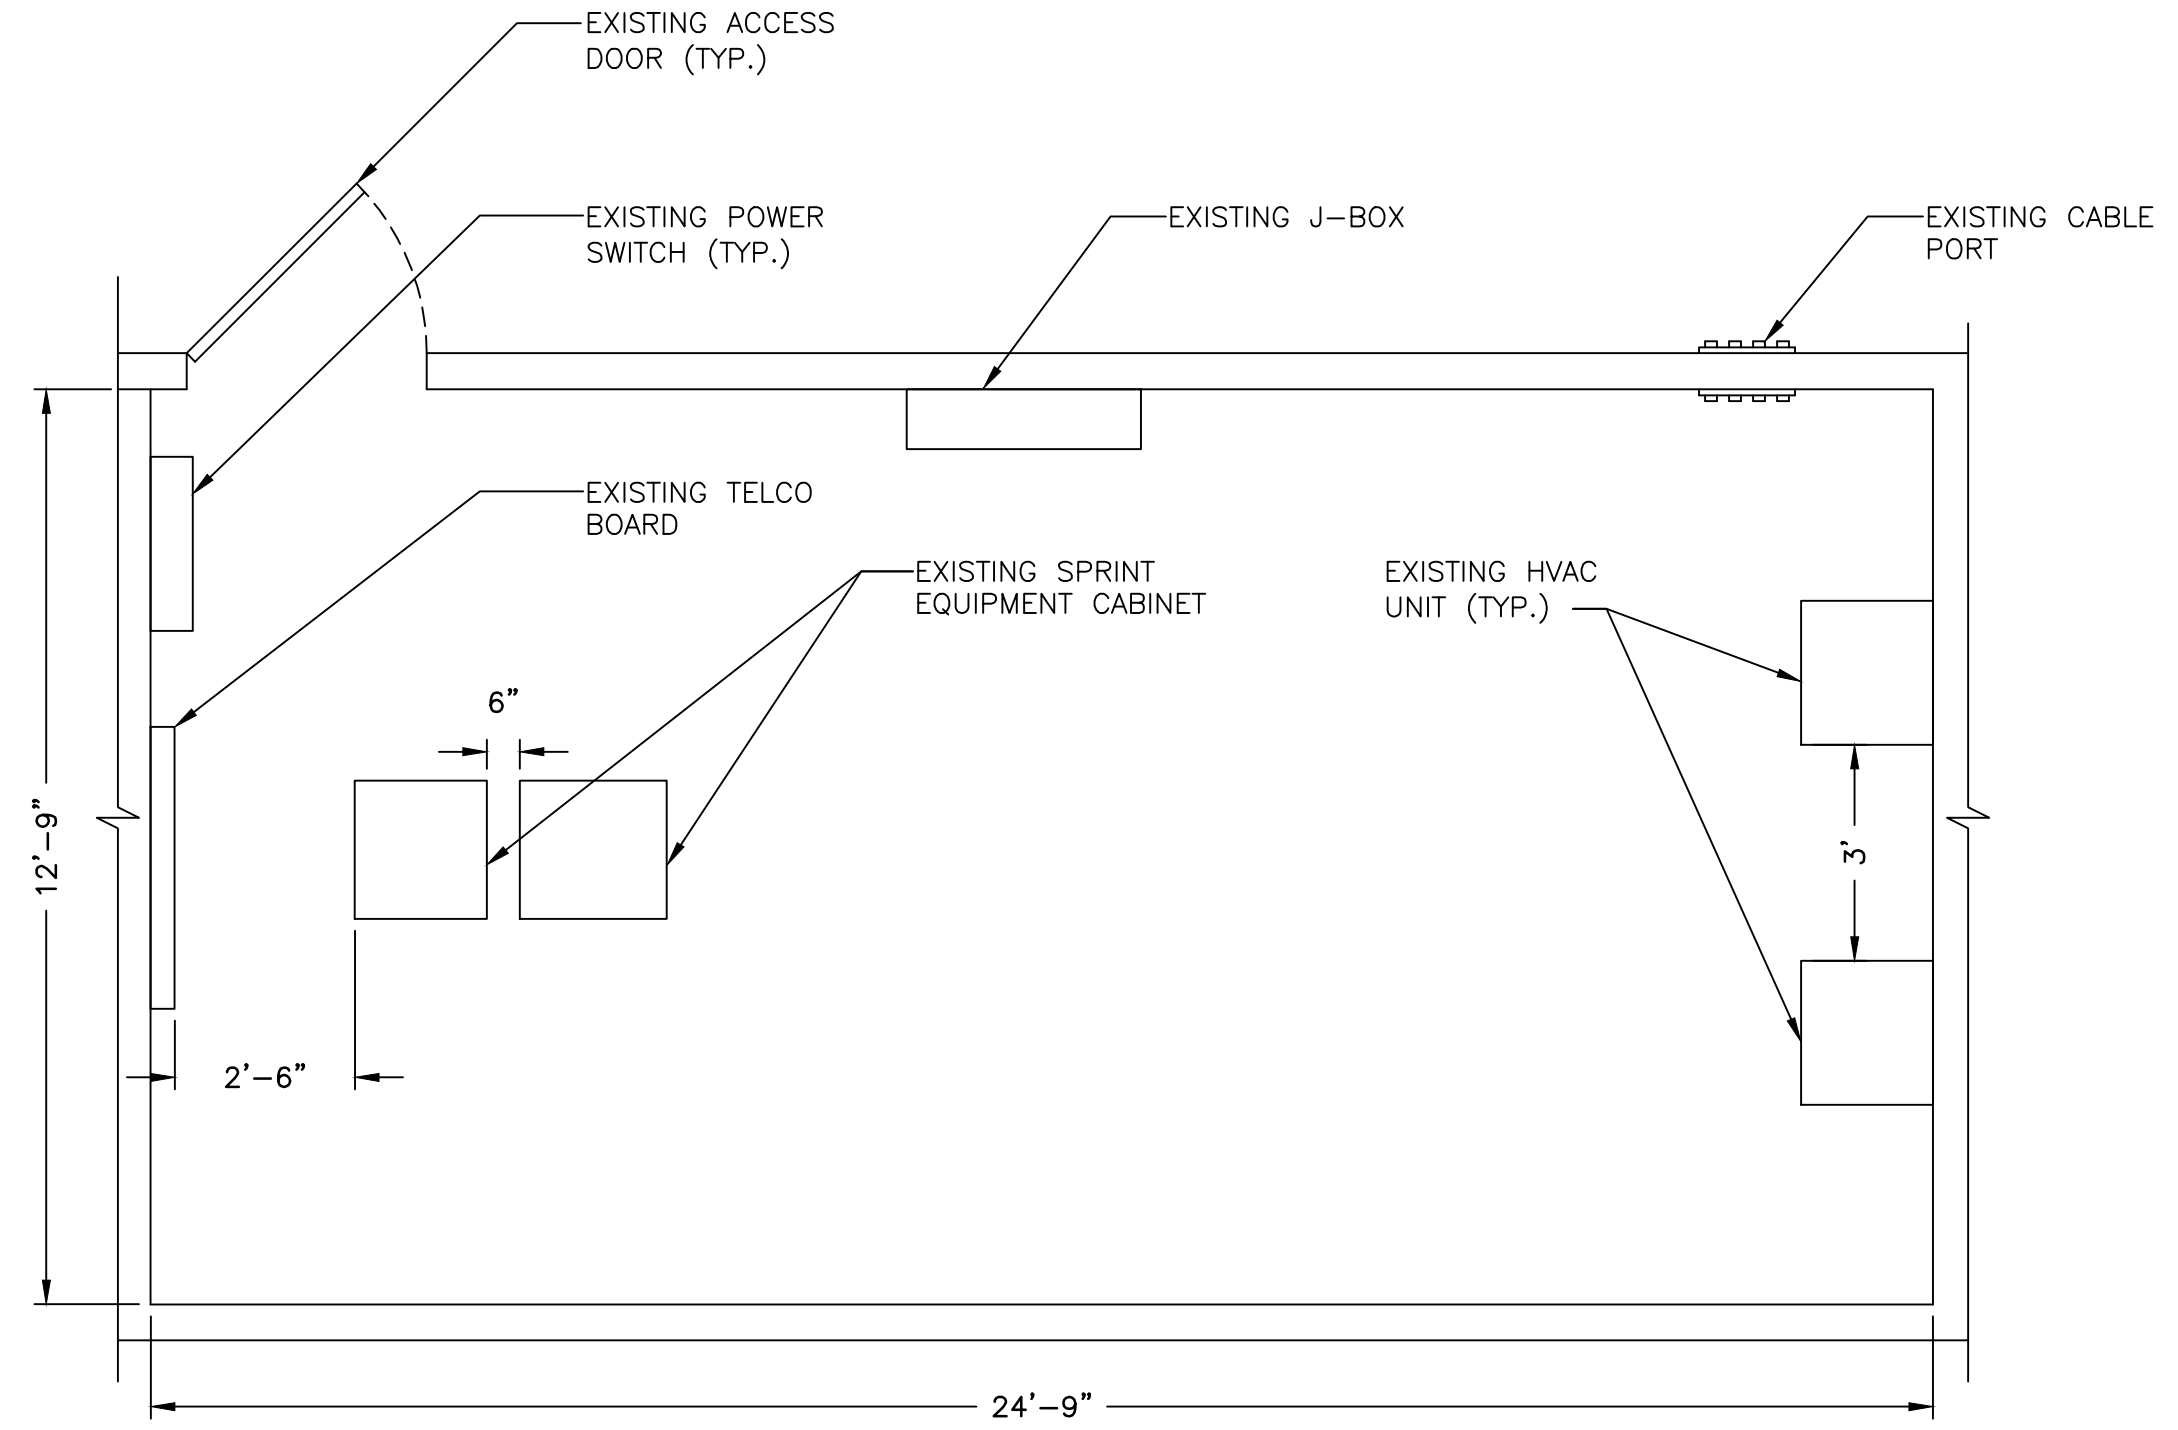 EXISTING ACCESS
DOOR (TYP.)
EXISTING POWER
SWITCH (TYP.)
EXISTING J-BOX
EXISTING CABLE
PORT
EXISTING TELCO
BOARD
EXISTING SPRINT
EQUIPMENT CABINET
EXISTING HVAC
UNIT (TYP.)
6"
12'-9"
3'
2'-6"
24'-9"